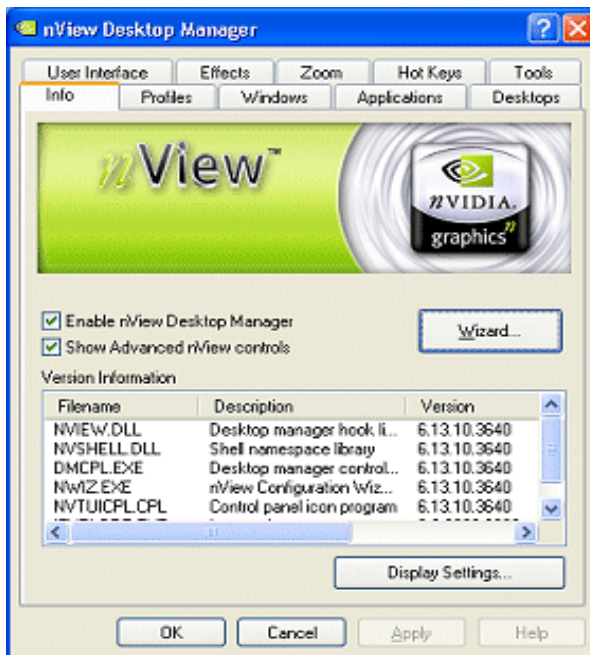 nView Desktop Manager
User Interface Effects Zoom Hot Keys Tools
Info Profiles Windows Applications Desktops
nView™
nVIDIA.
graphics n
Enable nView Desktop Manager
Wizard...
Show Advanced nView controls
Version Information
Filename Description Version
NVIEW.DLL Desktop manager hook li... 6.13.10.3640
NVSHELL.DLL Shell namespace library 6.13.10.3640
DMCPL.EXE Desktop manager control... 6.13.10.3640
NWIZ.EXE nView Configuration Wiz... 6.13.10.3640
NVTUICPL.CPL Control panel icon program 6.13.10.3640
Display Settings...
OK Cancel Apply Help